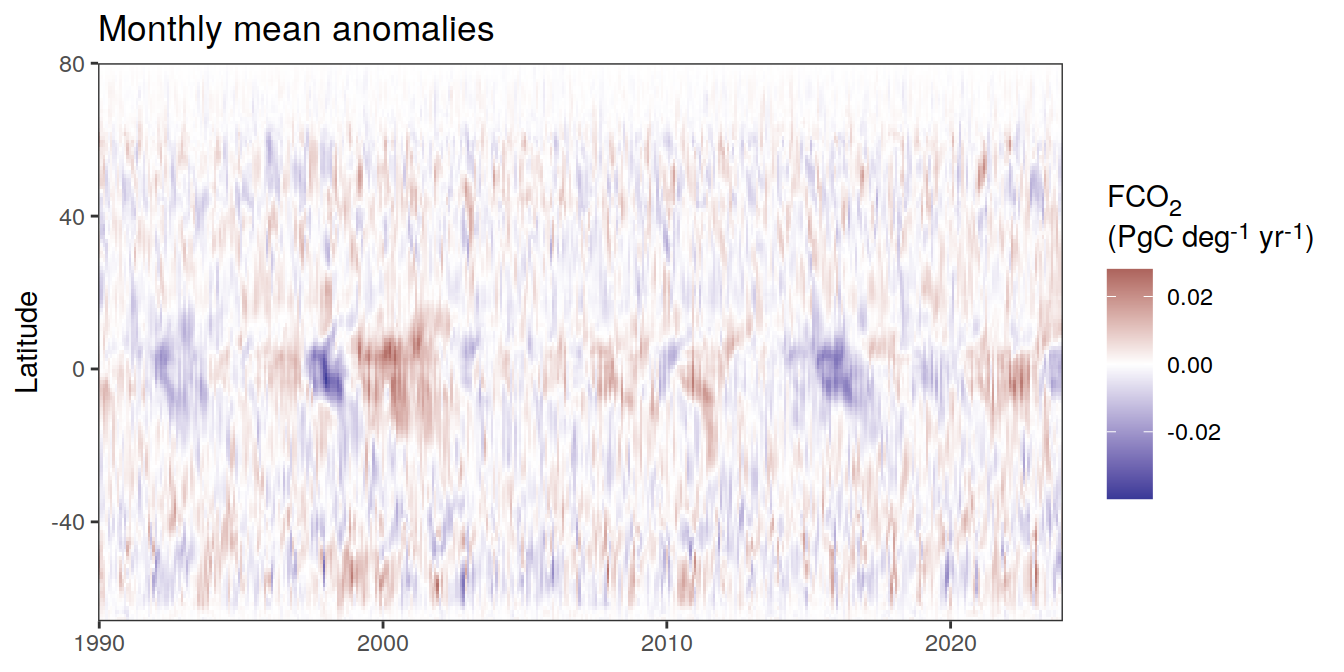 Monthly mean anomalies
80
40
0
-40
Latitude
1990 2000 2010 2020
FCO₂
(PgC deg⁻¹ yr⁻¹)
0.02
0.00
-0.02